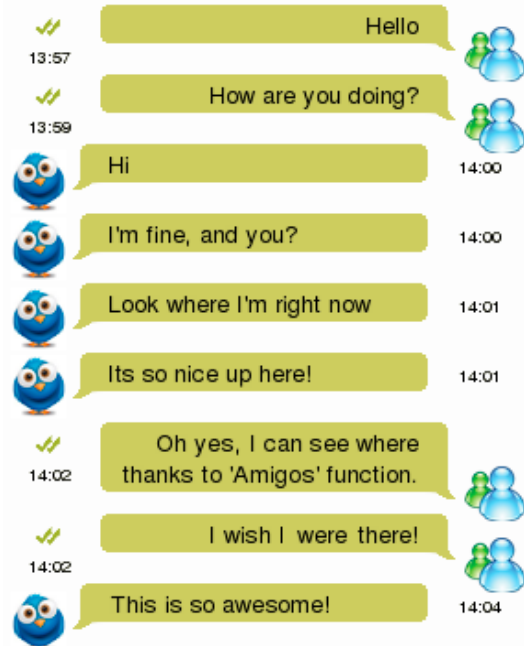 Hello
13:57
How are you doing?
13:59
Hi
14:00
I'm fine, and you?
14:00
Look where I'm right now
14:01
Its so nice up here!
14:01
Oh yes, I can see where
thanks to 'Amigos' function.
14:02
I wish I were there!
14:02
This is so awesome!
14:04